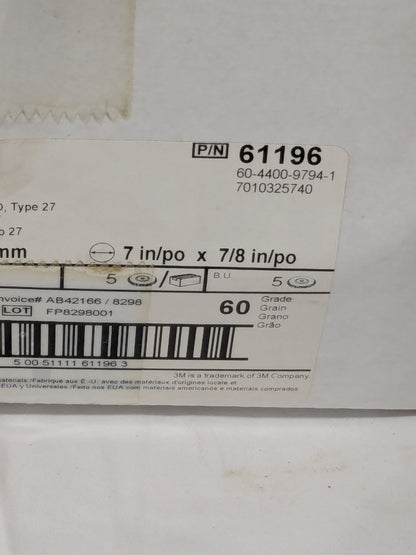 P/N 61196
60-4400-9794-1
7010325740
, Type 27
27
mm 7 in/po x 7/8 in/po
5 / B.U. 5
nvoice# AB42166 / 8298
LOT FP8298001
60 Grade
Grain
Grano
Grão
5 00 51111 61196 3
3M is a trademark of 3M Company.
materials /Fabriqué aux É.-U. avec des matériaux d'origines locale et
EUA y Universales /Feito nos EUA com matériais americanos e materiais comprados